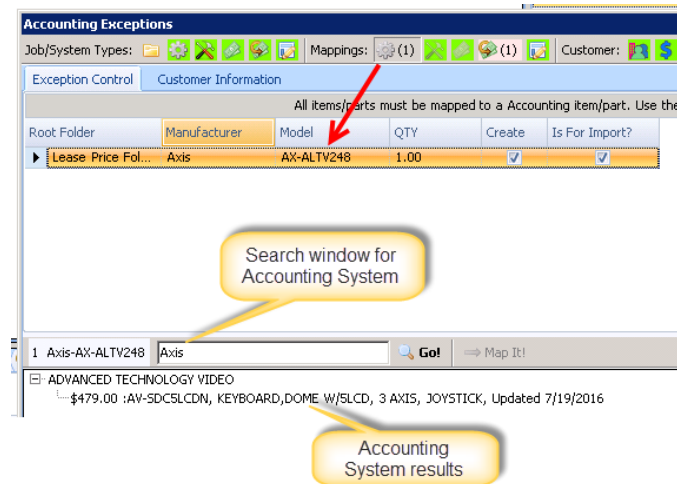 Accounting Exceptions
Job/System Types: Mappings: (1) (1) Customer:
Exception Control Customer Information
All items/parts must be mapped to a Accounting item/part. Use the
Root Folder Manufacturer Model QTY Create Is For Import?
Lease Price Fol... Axis AX-ALTV248 1.00
Search window for
Accounting System
1 Axis-AX-ALTV248 Axis Go! Map It!
ADVANCED TECHNOLOGY VIDEO
$479.00 :AV-SDC5LCDN, KEYBOARD,DOME W/5LCD, 3 AXIS, JOYSTICK, Updated 7/19/2016
Accounting
System results